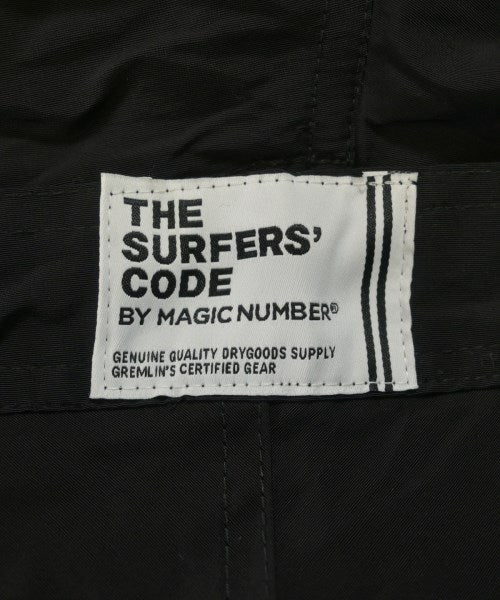 THE
SURFERS'
CODE
BY MAGIC NUMBER®
GENUINE QUALITY DRYGOODS SUPPLY
GREMLIN'S CERTIFIED GEAR